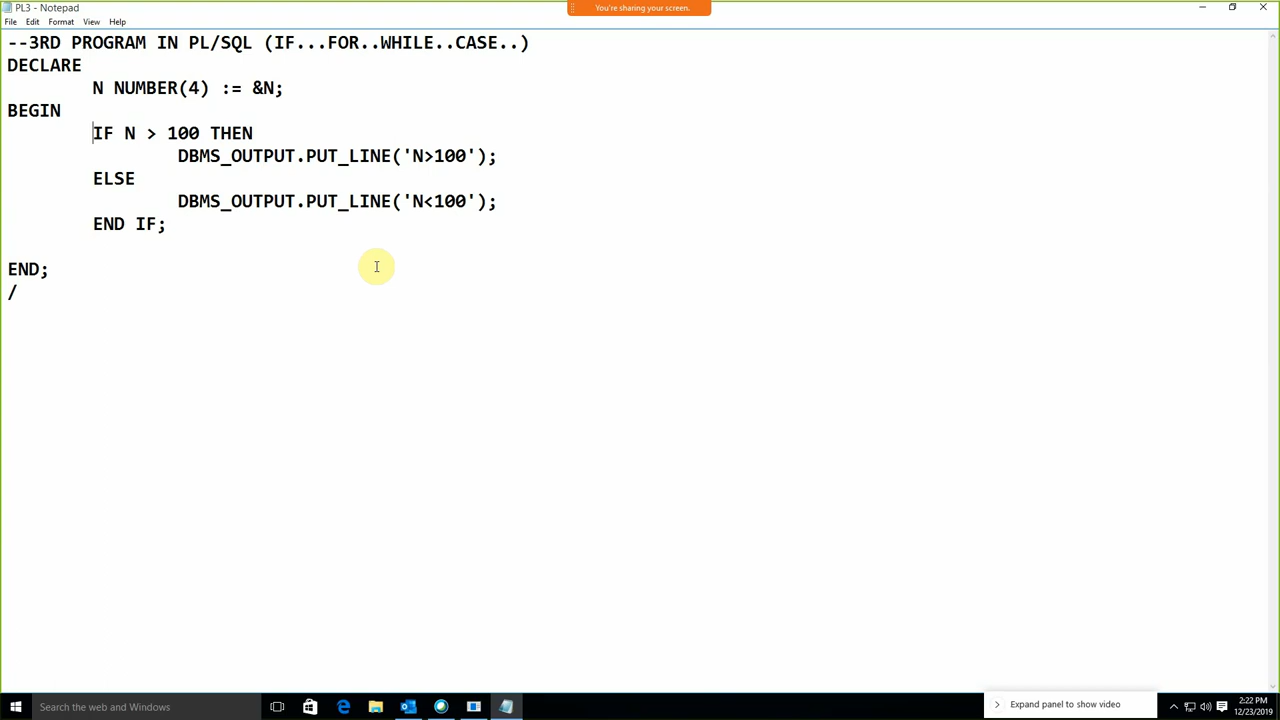 PL3 - Notepad
You're sharing your screen.
File Edit Format View Help
--3RD PROGRAM IN PL/SQL (IF...FOR..WHILE..CASE..)
DECLARE
N NUMBER(4) := &N;
BEGIN
IF N > 100 THEN
DBMS_OUTPUT.PUT_LINE('N>100');
ELSE
DBMS_OUTPUT.PUT_LINE('N<100');
END IF;
END;
/
Search the web and Windows
Expand panel to show video
2:22 PM
12/23/2019